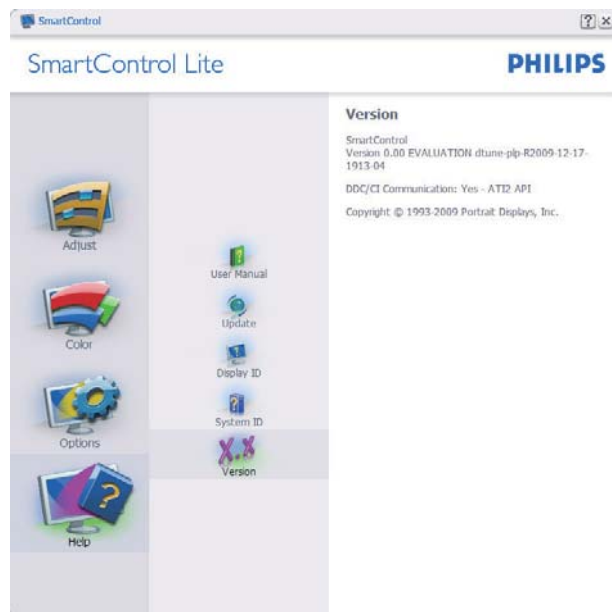 SmartControl
SmartControl Lite
PHILIPS
Adjust
Color
Options
Help
User Manual
Update
Display ID
System ID
X.X
Version
Version
SmartControl
Version 0.00 EVALUATION dtune-plp-R2009-12-17-
1913-04
DDC/CI Communication: Yes - ATI2 API
Copyright © 1993-2009 Portrait Displays, Inc.